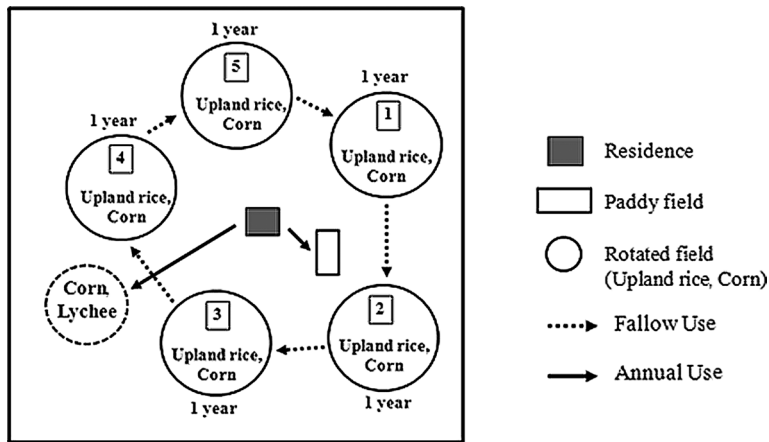 1 year
5
Upland rice,
Corn
1 year
1
Upland rice,
Corn
1 year
4
Upland rice,
Corn
Corn,
Lychee
3
Upland rice,
Corn
1 year
2
Upland rice,
Corn
1 year
Residence
Paddy field
Rotated field
(Upland rice, Corn)
Fallow Use
Annual Use